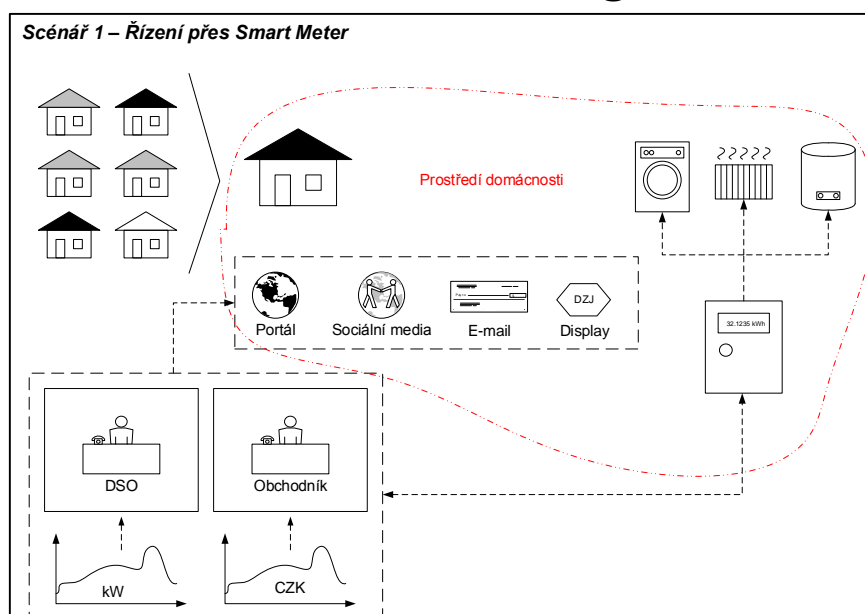 Scénář 1 – Řízení přes Smart Meter
Prostředí domácnosti
Portál
Sociální media
E-mail
DZJ
Display
32.1235 kWh
DSO
Obchodník
kW
CZK